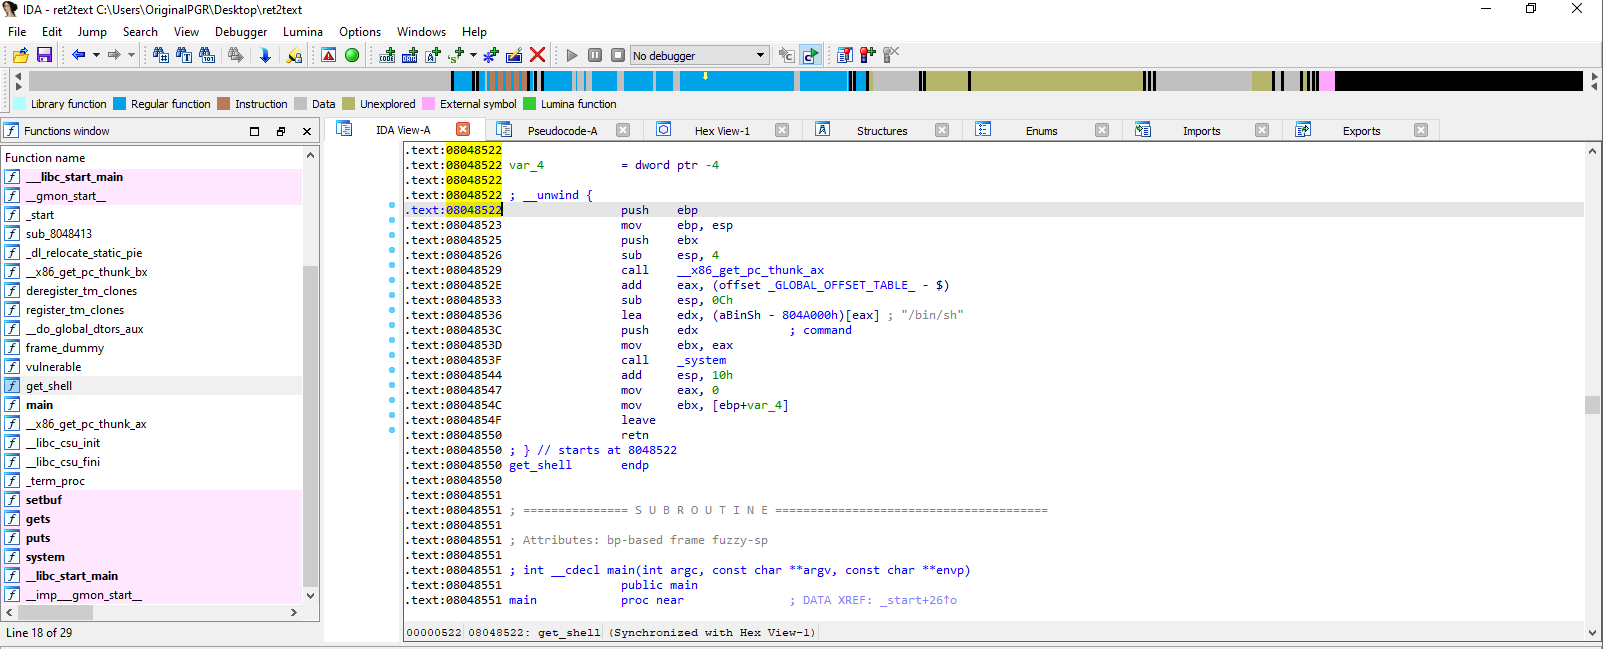 IDA - ret2text C:\Users\OriginalPGR\Desktop\ret2text
File Edit Jump Search View Debugger Lumina Options Windows Help
No debugger
Library function Regular function Instruction Data Unexplored External symbol Lumina function
Functions window
IDA View-A Pseudocode-A Hex View-1 Structures Enums Imports Exports
Function name
___libc_start_main
__gmon_start__
_start
sub_8048413
_dl_relocate_static_pie
__x86_get_pc_thunk_bx
deregister_tm_clones
register_tm_clones
__do_global_dtors_aux
frame_dummy
vulnerable
get_shell
main
__x86_get_pc_thunk_ax
__libc_csu_init
__libc_csu_fini
_term_proc
setbuf
gets
puts
system
__libc_start_main
__imp___gmon_start__
Line 18 of 29
.text:08048522
.text:08048522 var_4 = dword ptr -4
.text:08048522
.text:08048522 ; __unwind {
.text:08048522 push ebp
.text:08048523 mov ebp, esp
.text:08048525 push ebx
.text:08048526 sub esp, 4
.text:08048529 call __x86_get_pc_thunk_ax
.text:0804852E add eax, (offset _GLOBAL_OFFSET_TABLE_ - $)
.text:08048533 sub esp, 0Ch
.text:08048536 lea edx, (aBinSh - 804A000h)[eax] ; "/bin/sh"
.text:0804853C push edx ; command
.text:0804853D mov ebx, eax
.text:0804853F call _system
.text:08048544 add esp, 10h
.text:08048547 mov eax, 0
.text:0804854C mov ebx, [ebp+var_4]
.text:0804854F leave
.text:08048550 retn
.text:08048550 ; } // starts at 8048522
.text:08048550 get_shell endp
.text:08048550
.text:08048551
.text:08048551 ; =============== S U B R O U T I N E =======================================
.text:08048551
.text:08048551 ; Attributes: bp-based frame fuzzy-sp
.text:08048551
.text:08048551 ; int __cdecl main(int argc, const char **argv, const char **envp)
.text:08048551 public main
.text:08048551 main proc near ; DATA XREF: _start+26↑o
00000522 08048522: get_shell (Synchronized with Hex View-1)